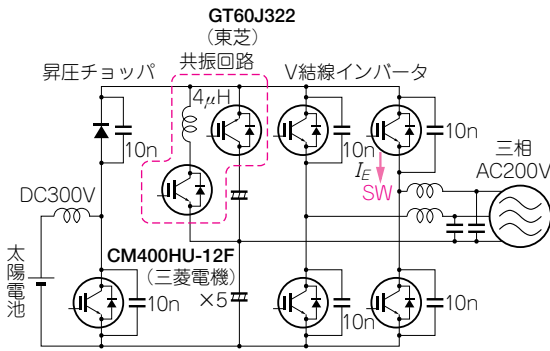 GT60J322
(東芝)
共振回路
昇圧チョッパ
V結線インバータ
4μH
10n
10n
10n
I_E
SW
三相
AC200V
DC300V
太陽電池
CM400HU-12F
(三菱電機)
×5
10n
10n
10n